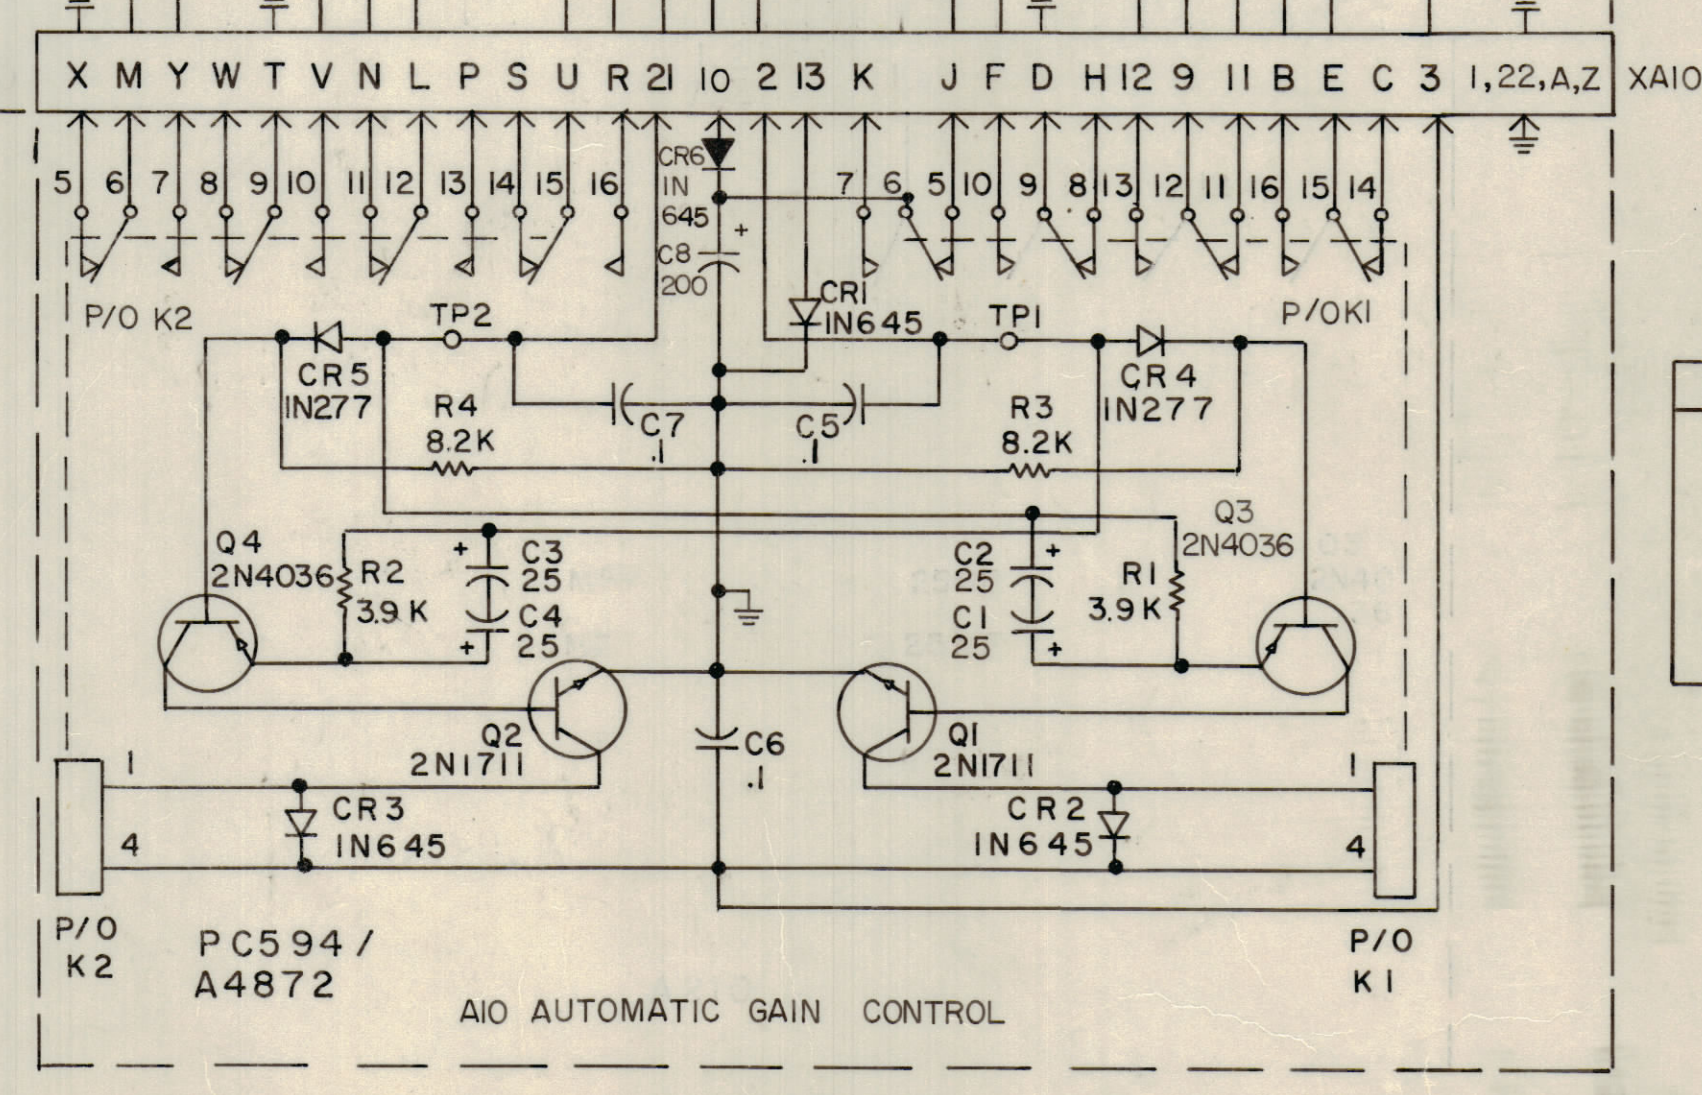 X M Y W T V N L P S U R 21 10 2 13 K J F D H 12 9 11 B E C 3 1,22,A,Z XA10
5 6 7 8 9 10 11 12 13 14 15 16 7 6 5 10 9 8 13 12 11 16 15 14
CR6
IN
645
+
C8
200
CR1
IN645
P/O K2
TP2
TP1
P/O K1
CR5
IN277
CR4
IN277
R4
8.2K
R3
8.2K
C7
.1
C5
.1
Q4
2N4036
R2
3.9K
+
C3
25
C4
25
+
C2
25
+
C1
25
+
R1
3.9K
Q3
2N4036
Q2
2N1711
Q1
2N1711
C6
.1
1
1
CR3
IN645
CR2
IN645
4
4
P/O
K2
P/O
K1
PC594/
A4872
A10 AUTOMATIC GAIN CONTROL